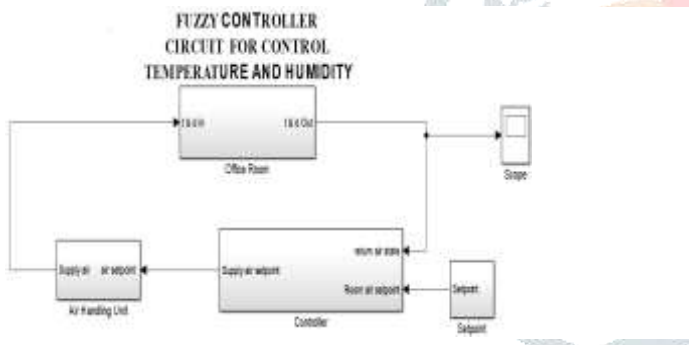 FUZZY CONTROLLER
CIRCUIT FOR CONTROL
TEMPERATURE AND HUMIDITY
Office Room
Scope
Supply air air setpoint
Air Handing Unit
return air state
Supply air setpoint
Room air setpoint
Controller
Setpoint
Setpoint